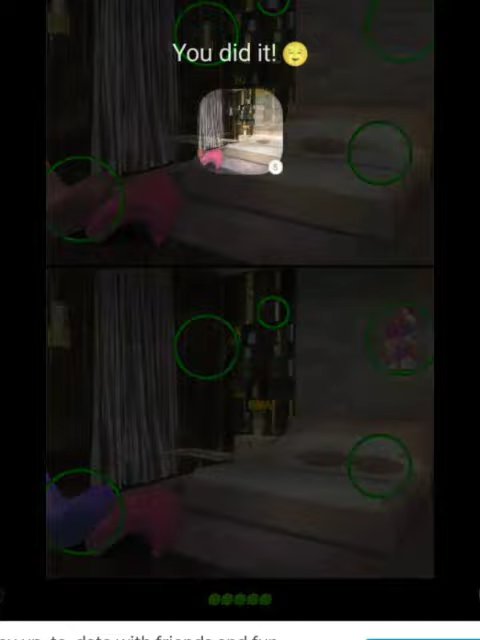 You did it! ☺️
5
up-to-date with friends and fun